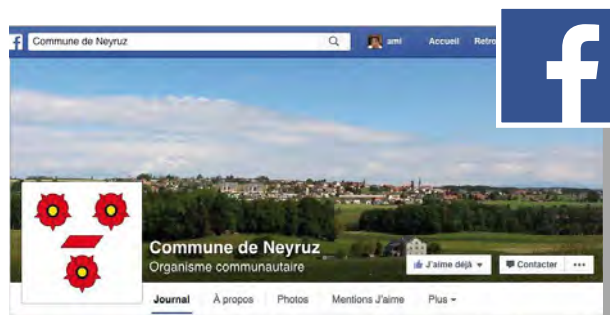 f Commune de Neyruz ami Accueil Retro
f
Commune de Neyruz
Organisme communautaire
J'aime déjà Contacter
Journal À propos Photos Mentions J'aime Plus